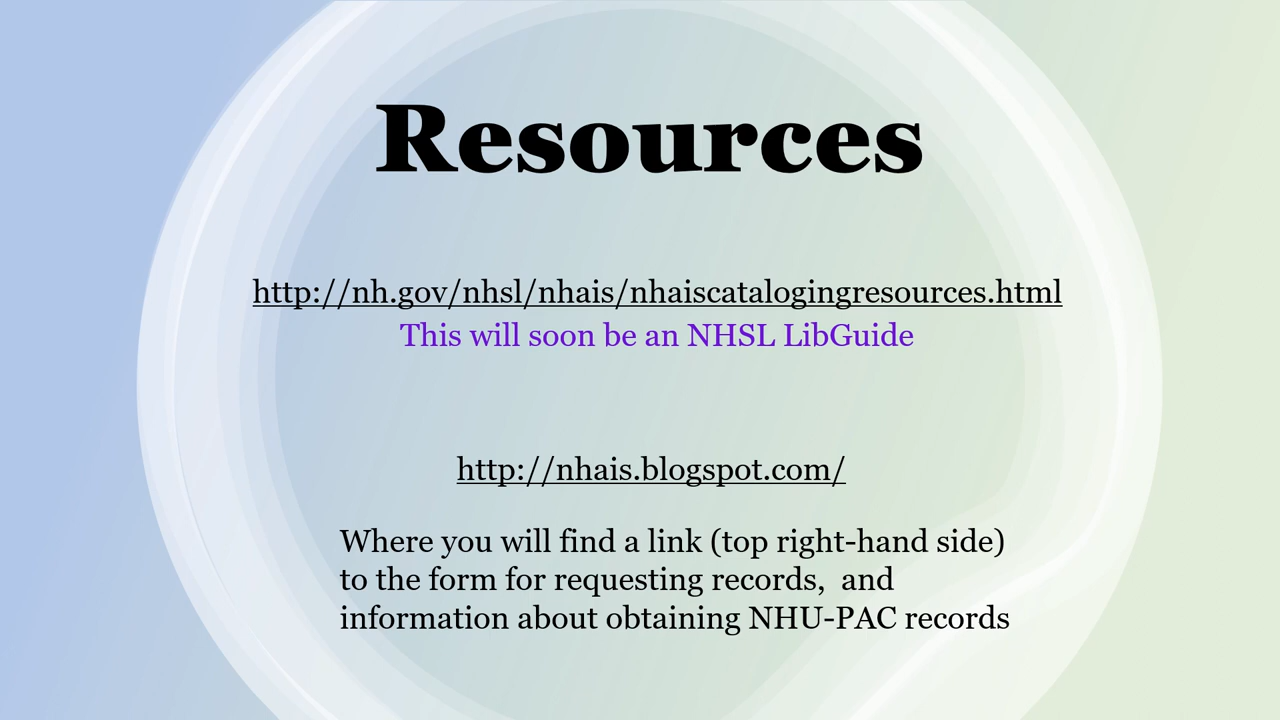 Resources
http://nh.gov/nhsl/nhais/nhaiscatalogingresources.html
This will soon be an NHSL LibGuide
http://nhais.blogspot.com/
Where you will find a link (top right-hand side)
to the form for requesting records,  and
information about obtaining NHU-PAC records